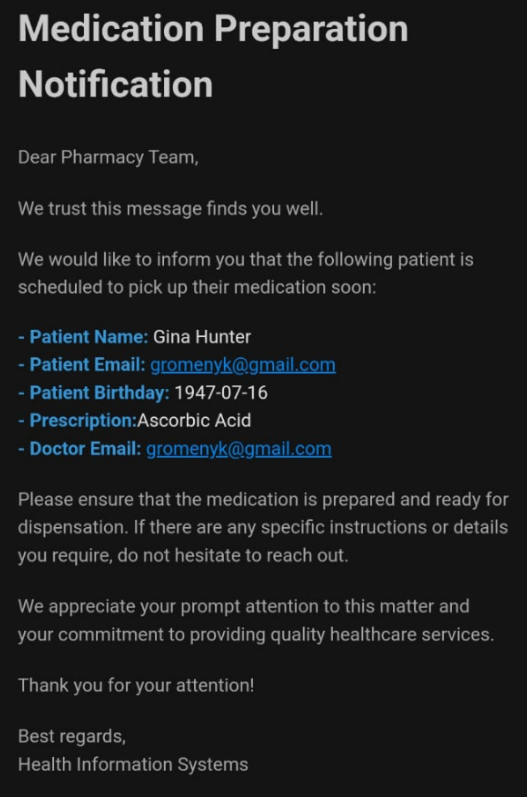 Medication Preparation
Notification
Dear Pharmacy Team,
We trust this message finds you well.
We would like to inform you that the following patient is
scheduled to pick up their medication soon:
- Patient Name: Gina Hunter
- Patient Email: gromenyk@gmail.com
- Patient Birthday: 1947-07-16
- Prescription:Ascorbic Acid
- Doctor Email: gromenyk@gmail.com
Please ensure that the medication is prepared and ready for
dispensation. If there are any specific instructions or details
you require, do not hesitate to reach out.
We appreciate your prompt attention to this matter and
your commitment to providing quality healthcare services.
Thank you for your attention!
Best regards,
Health Information Systems